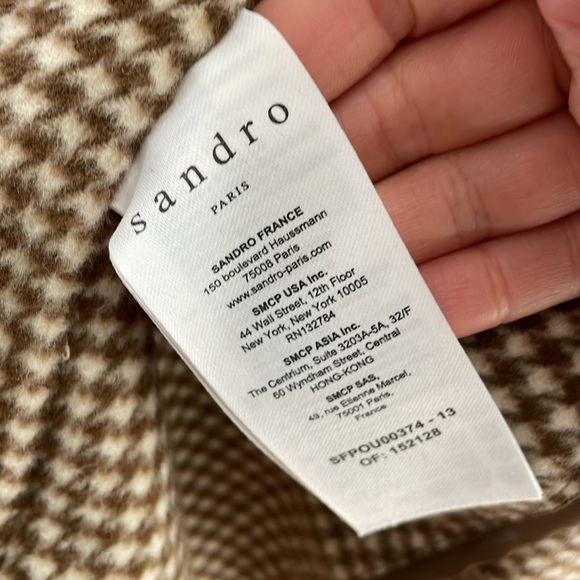 sandro
PARIS
SANDRO FRANCE
150 boulevard Haussmann
75008 Paris
www.sandro-paris.com
SMCP USA Inc.
44 Wall Street, 12th Floor
New York, New York 10005
RN132784
SMCP ASIA Inc.
The Centrium, Suite 3203A-5A, 32/F
60 Wyndham Street, Central
HONG-KONG
SMCP SAS,
49, rue Etienne Marcel,
75001 Paris,
France
SFPOU00374 - 13
OF: 152128